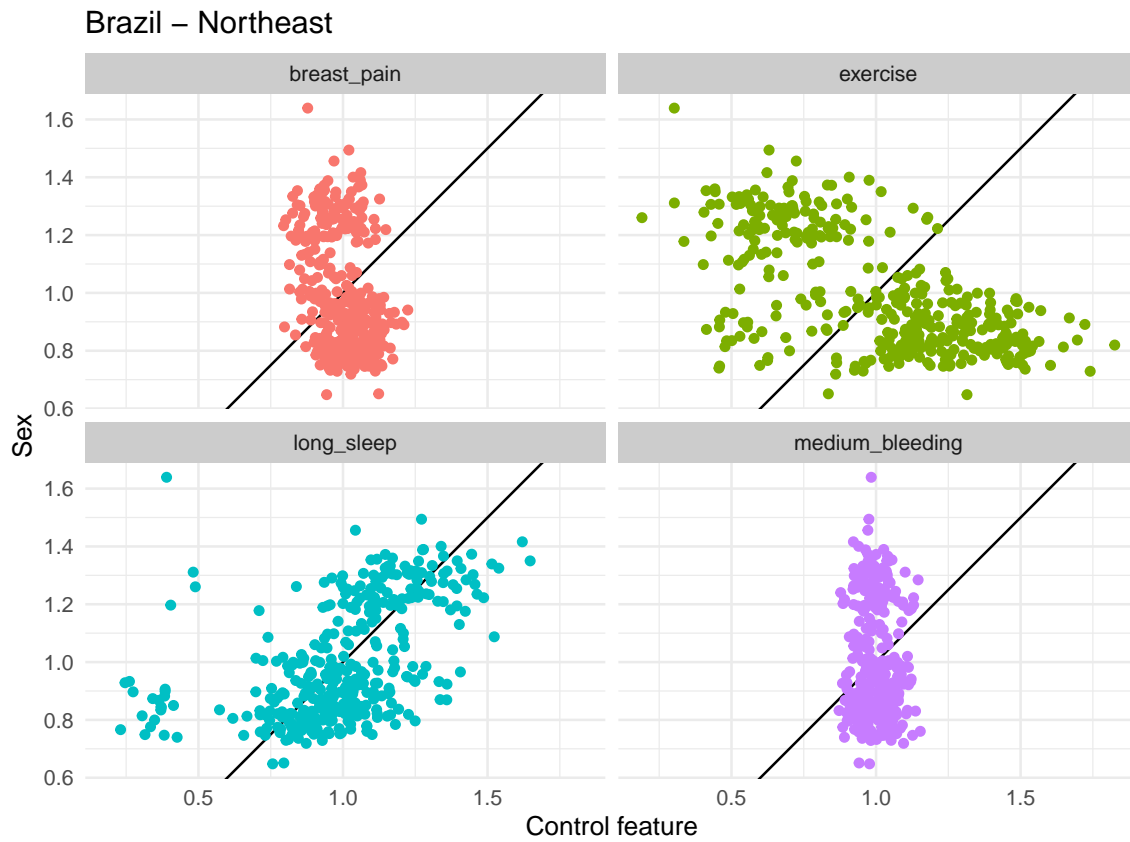 Brazil – Northeast
breast_pain
exercise
1.6
1.4
1.2
1.0
0.8
0.6
long_sleep
medium_bleeding
1.6
1.4
1.2
1.0
0.8
0.6
Sex
0.5 1.0 1.5 0.5 1.0 1.5
Control feature